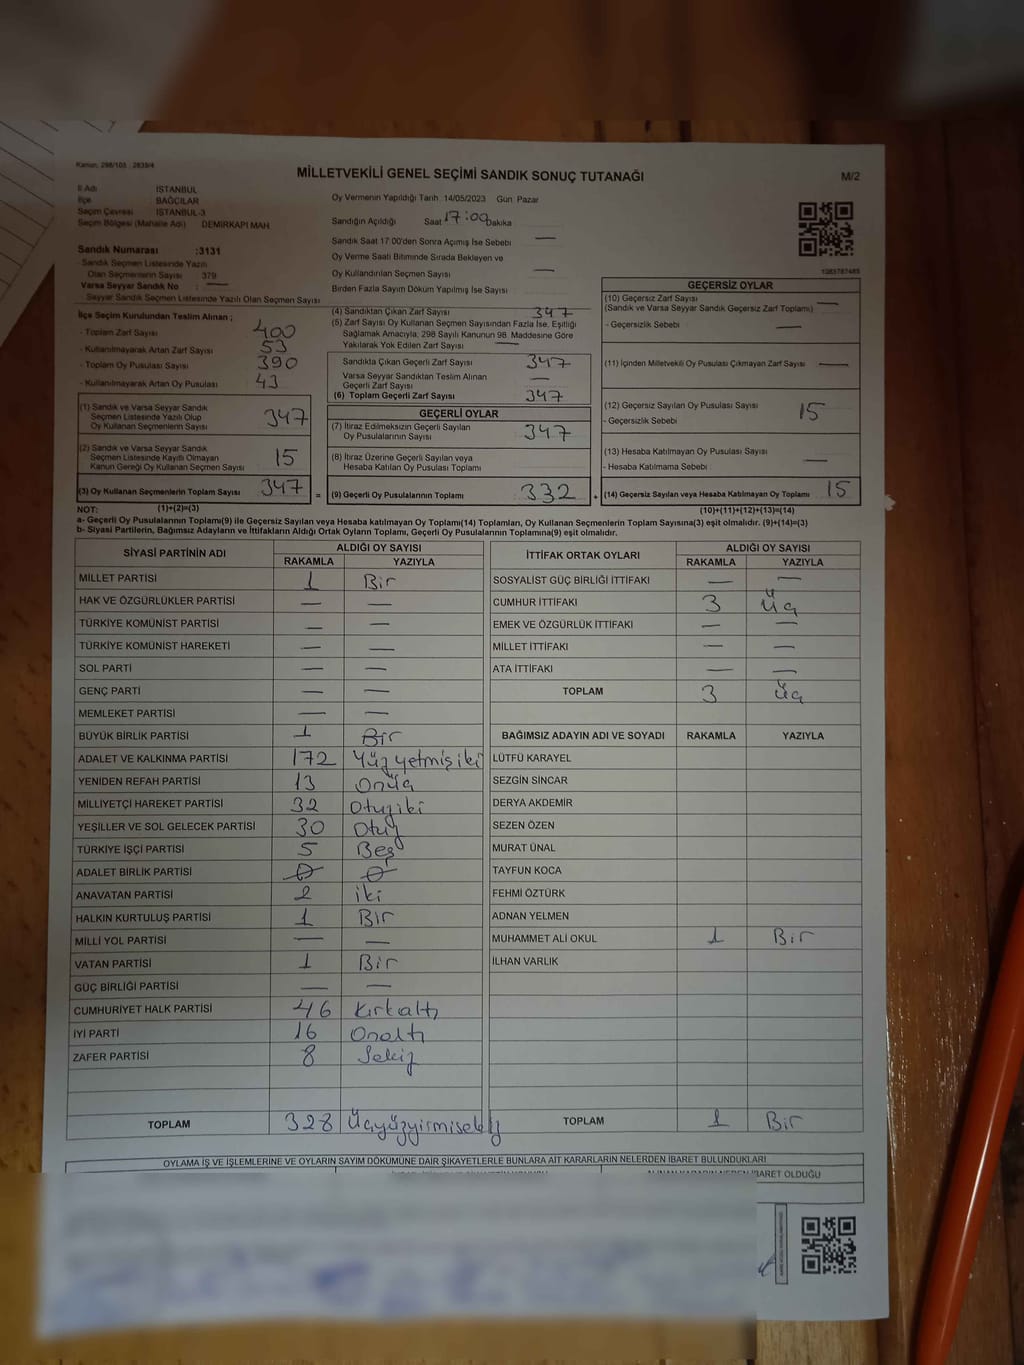 Kanun: 298/105 : 2839/4
MİLLETVEKİLİ GENEL SEÇİMİ SANDIK SONUÇ TUTANAĞI
M/2
İl Adı İSTANBUL
İlçe BAĞCILAR
Seçim Çevresi İSTANBUL-3
Seçim Bölgesi (Mahalle Adı) DEMİRKAPI MAH
Sandık Numarası :3131
- Sandık Seçmen Listesinde Yazılı
Olan Seçmenlerin Sayısı 379
Varsa Seyyar Sandık No : —
Seyyar Sandık Seçmen Listesinde Yazılı Olan Seçmen Sayısı
Oy Vermenin Yapıldığı Tarih 14/05/2023 Gün Pazar
Sandığın Açıldığı Saat 17:00 Dakika
Sandık Saat 17.00'den Sonra Açımış İse Sebebi —
Oy Verme Saati Bitiminde Sırada Bekleyen ve
Oy Kullandırılan Seçmen Sayısı —
Birden Fazla Sayım Döküm Yapılmış İse Sayısı
1083787485
İlçe Seçim Kurulundan Teslim Alınan ;
- Toplam Zarf Sayısı 400
- Kullanılmayarak Artan Zarf Sayısı 53
- Toplam Oy Pusulası Sayısı 390
- Kullanılmayarak Artan Oy Pusulası 43
(1) Sandık ve Varsa Seyyar Sandık
Seçmen Listesinde Yazılı Olup
Oy Kullanan Seçmenlerin Sayısı 347
(2) Sandık ve Varsa Seyyar Sandık
Seçmen Listesinde Kayıtlı Olmayan
Kanun Gereği Oy Kullanan Seçmen Sayısı 15
(3) Oy Kullanan Seçmenlerin Toplam Sayısı 347 =
(4) Sandıktan Çıkan Zarf Sayısı 347
(5) Zarf Sayısı Oy Kullanan Seçmen Sayısından Fazla İse, Eşitliği
Sağlamak Amacıyla; 298 Sayılı Kanunun 98. Maddesine Göre
Yakılarak Yok Edilen Zarf Sayısı —
Sandıkta Çıkan Geçerli Zarf Sayısı 347
Varsa Seyyar Sandıktan Teslim Alınan
Geçerli Zarf Sayısı —
(6) Toplam Geçerli Zarf Sayısı 347
GEÇERLİ OYLAR
(7) İtiraz Edilmeksizin Geçerli Sayılan
Oy Pusulalarının Sayısı 347
(8) İtiraz Üzerine Geçerli Sayılan veya
Hesaba Katılan Oy Pusulası Toplamı
(9) Geçerli Oy Pusulalarının Toplamı 332 +
GEÇERSİZ OYLAR
(10) Geçersiz Zarf Sayısı —
(Sandık ve Varsa Seyyar Sandık Geçersiz Zarf Toplamı)
- Geçersizlik Sebebi —
(11) İçinden Milletvekili Oy Pusulası Çıkmayan Zarf Sayısı —
(12) Geçersiz Sayılan Oy Pusulası Sayısı 15
- Geçersizlik Sebebi
(13) Hesaba Katılmayan Oy Pusulası Sayısı
- Hesaba Katılmama Sebebi —
(14) Geçersiz Sayılan veya Hesaba Katılmayan Oy Toplamı 15
NOT: (1)+(2)=(3) (10)+(11)+(12)+(13)=(14)
a- Geçerli Oy Pusulalarının Toplamı(9) ile Geçersiz Sayılan veya Hesaba katılmayan Oy Toplamı(14) Toplamları, Oy Kullanan Seçmenlerin Toplam Sayısına(3) eşit olmalıdır. (9)+(14)=(3)
b- Siyasi Partilerin, Bağımsız Adayların ve İttifakların Aldığı Ortak Oyların Toplamı, Geçerli Oy Pusulalarının Toplamına(9) eşit olmalıdır.
SİYASİ PARTİNİN ADI ALDIĞI OY SAYISI
RAKAMLA YAZIYLA
MİLLET PARTİSİ 1 Bir
HAK VE ÖZGÜRLÜKLER PARTİSİ — —
TÜRKİYE KOMÜNİST PARTİSİ — —
TÜRKİYE KOMÜNİST HAREKETİ — —
SOL PARTİ — —
GENÇ PARTİ — —
MEMLEKET PARTİSİ — —
BÜYÜK BİRLİK PARTİSİ 1 Bir
ADALET VE KALKINMA PARTİSİ 172 Yüz yetmiş iki
YENİDEN REFAH PARTİSİ 13 Onüç
MİLLİYETÇİ HAREKET PARTİSİ 32 Otuziki
YEŞİLLER VE SOL GELECEK PARTİSİ 30 Otuz
TÜRKİYE İŞÇİ PARTİSİ 5 Beş
ADALET BİRLİK PARTİSİ
ANAVATAN PARTİSİ 2 iki
HALKIN KURTULUŞ PARTİSİ 1 Bir
MİLLİ YOL PARTİSİ — —
VATAN PARTİSİ 1 Bir
GÜÇ BİRLİĞİ PARTİSİ — —
CUMHURİYET HALK PARTİSİ 46 Kırkaltı
İYİ PARTİ 16 Onaltı
ZAFER PARTİSİ 8 Sekiz
TOPLAM 328 Üçyüzyirmisekiz
İTTİFAK ORTAK OYLARI ALDIĞI OY SAYISI
RAKAMLA YAZIYLA
SOSYALİST GÜÇ BİRLİĞİ İTTİFAKI — —
CUMHUR İTTİFAKI 3 Üç
EMEK VE ÖZGÜRLÜK İTTİFAKI — —
MİLLET İTTİFAKI — —
ATA İTTİFAKI — —
TOPLAM 3 Üç
BAĞIMSIZ ADAYIN ADI VE SOYADI RAKAMLA YAZIYLA
LÜTFÜ KARAYEL
SEZGİN SİNCAR
DERYA AKDEMİR
SEZEN ÖZEN
MURAT ÜNAL
TAYFUN KOCA
FEHMİ ÖZTÜRK
ADNAN YELMEN
MUHAMMET ALİ OKUL 1 Bir
İLHAN VARLIK
TOPLAM 1 Bir
OYLAMA İŞ VE İŞLEMLERİNE VE OYLARIN SAYIM DÖKÜMÜNE DAİR ŞİKAYETLERLE BUNLARA AİT KARARLARIN NELERDEN İBARET BULUNDUKLARI
İBARET OLDUĞU